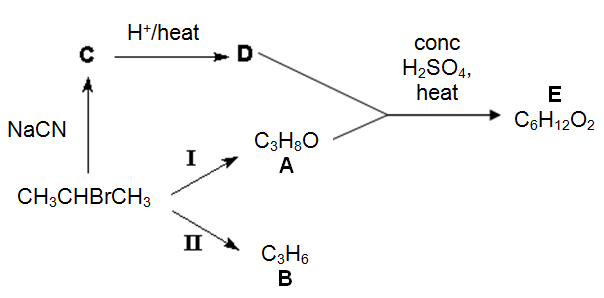 H⁺/heat
C
D
conc
H₂SO₄,
heat
E
C₆H₁₂O₂
NaCN
C₃H₈O
A
I
CH₃CHBrCH₃
II
C₃H₆
B